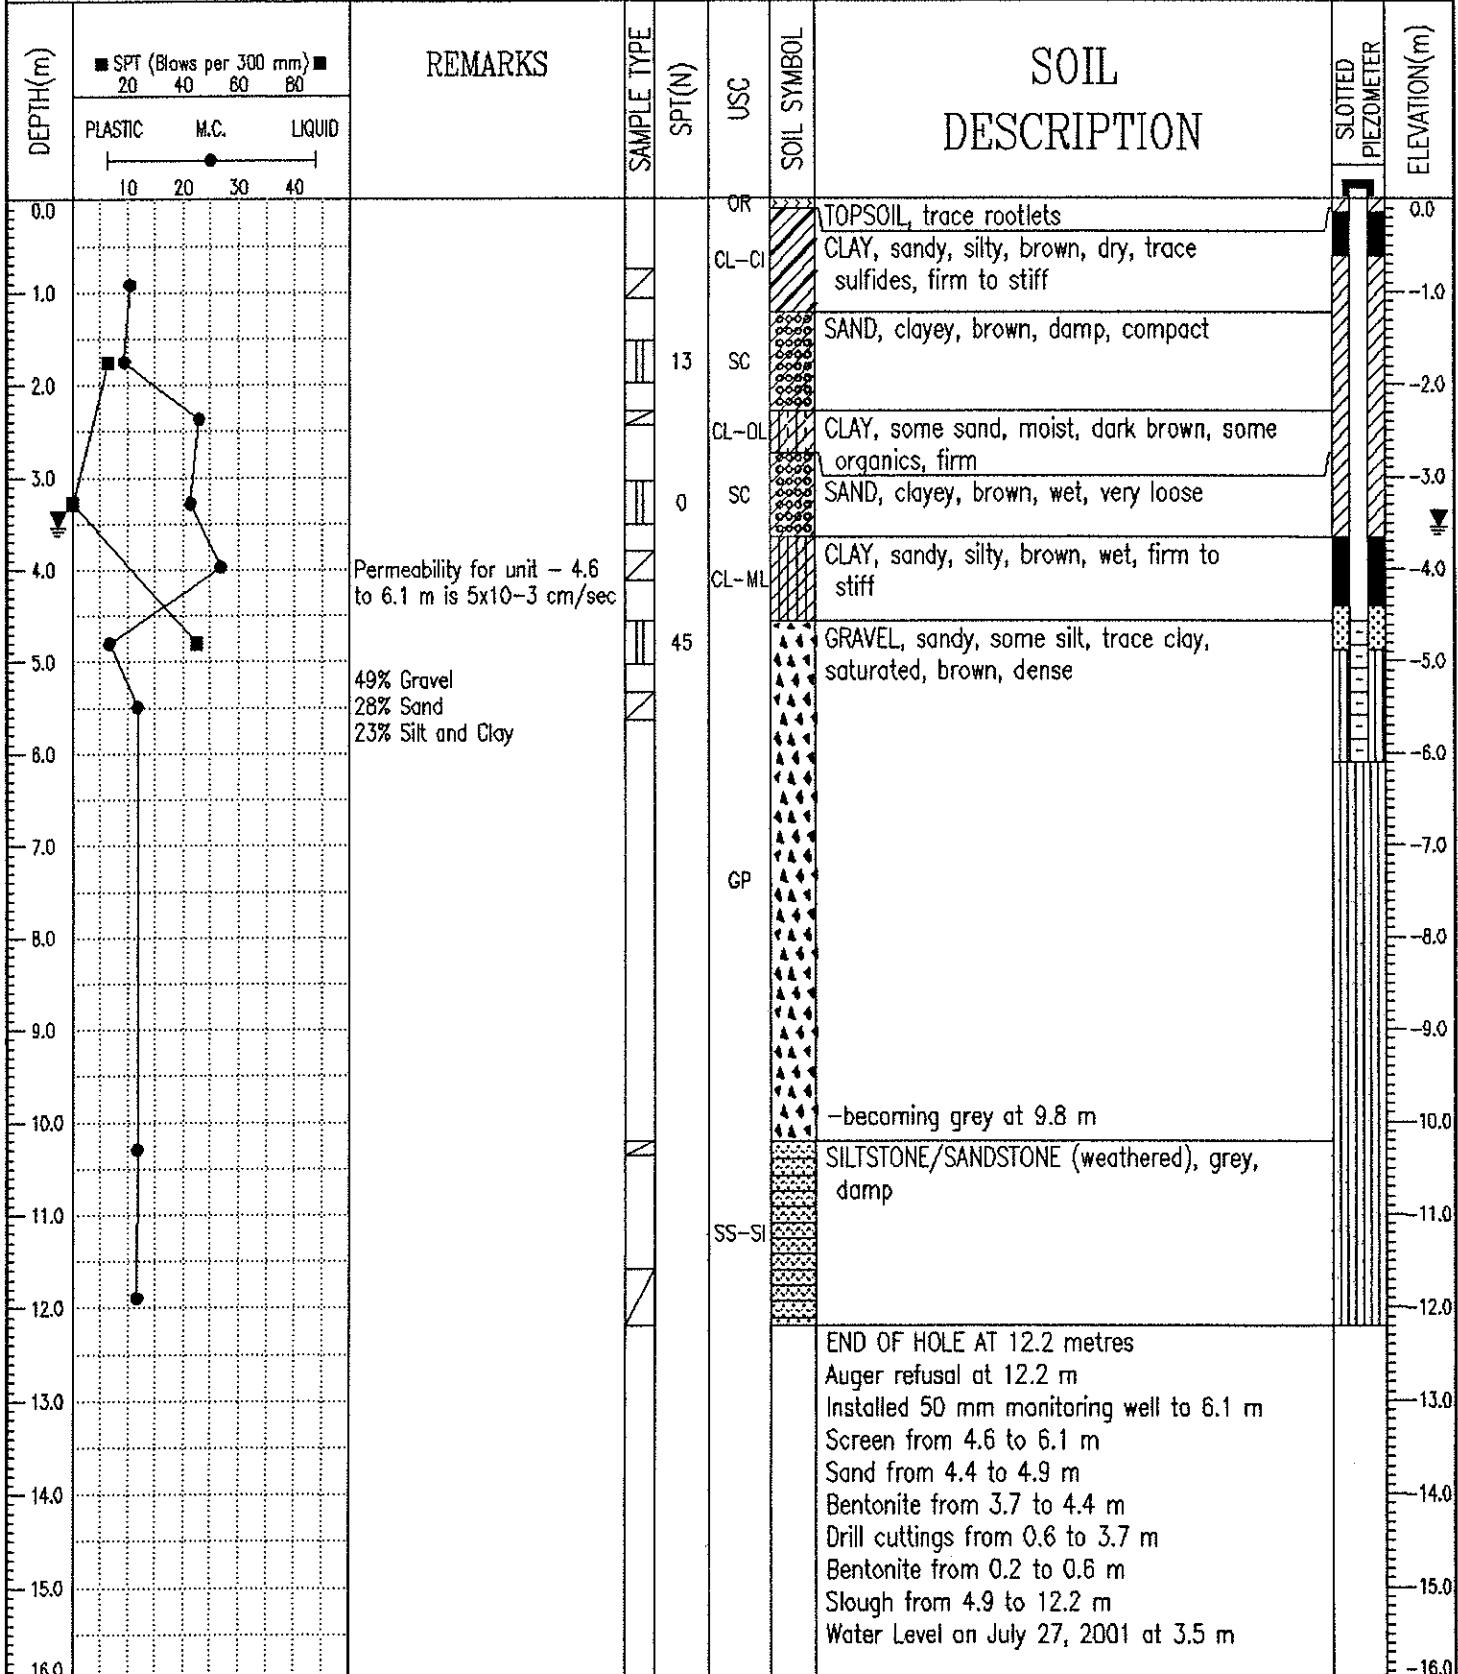 DEPTH(m)
■ SPT (Blows per 300 mm) ■
20 40 60 80
PLASTIC M.C. LIQUID
10 20 30 40
REMARKS
SAMPLE TYPE
SPT(N)
USC
SOIL SYMBOL
SOIL
DESCRIPTION
SLOTTED
PIEZOMETER
ELEVATION(m)
0.0
1.0
2.0
3.0
4.0
5.0
6.0
7.0
8.0
9.0
10.0
11.0
12.0
13.0
14.0
15.0
16.0
Permeability for unit – 4.6
to 6.1 m is 5x10-3 cm/sec
49% Gravel
28% Sand
23% Silt and Clay
13
0
45
OR
CL-CI
SC
CL-OL
SC
CL-ML
GP
SS-SI
TOPSOIL, trace rootlets
CLAY, sandy, silty, brown, dry, trace
sulfides, firm to stiff
SAND, clayey, brown, damp, compact
CLAY, some sand, moist, dark brown, some
organics, firm
SAND, clayey, brown, wet, very loose
CLAY, sandy, silty, brown, wet, firm to
stiff
GRAVEL, sandy, some silt, trace clay,
saturated, brown, dense
-becoming grey at 9.8 m
SILTSTONE/SANDSTONE (weathered), grey,
damp
END OF HOLE AT 12.2 metres
Auger refusal at 12.2 m
Installed 50 mm monitoring well to 6.1 m
Screen from 4.6 to 6.1 m
Sand from 4.4 to 4.9 m
Bentonite from 3.7 to 4.4 m
Drill cuttings from 0.6 to 3.7 m
Bentonite from 0.2 to 0.6 m
Slough from 4.9 to 12.2 m
Water Level on July 27, 2001 at 3.5 m
0.0
-1.0
-2.0
-3.0
-4.0
-5.0
-6.0
-7.0
-8.0
-9.0
-10.0
-11.0
-12.0
-13.0
-14.0
-15.0
-16.0